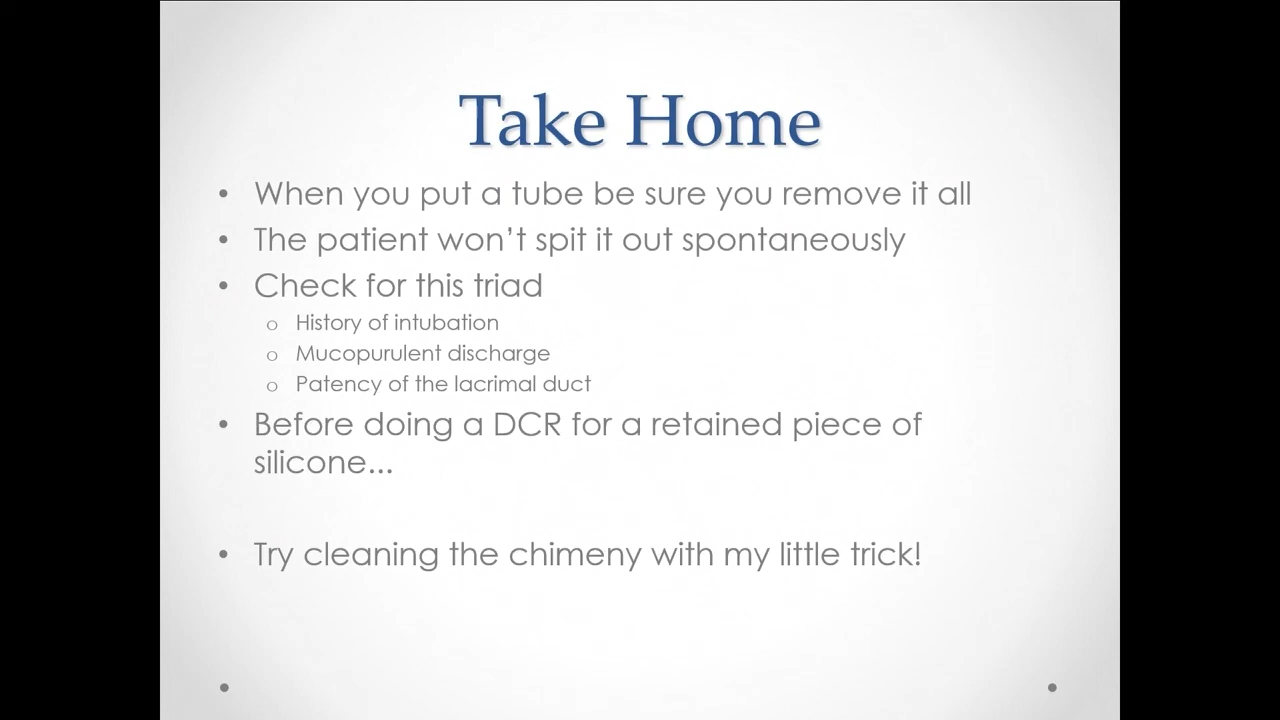 Take Home
• When you put a tube be sure you remove it all
• The patient won’t spit it out spontaneously
• Check for this triad
o History of intubation
o Mucopurulent discharge
o Patency of the lacrimal duct
• Before doing a DCR for a retained piece of
silicone...
• Try cleaning the chimeny with my little trick!